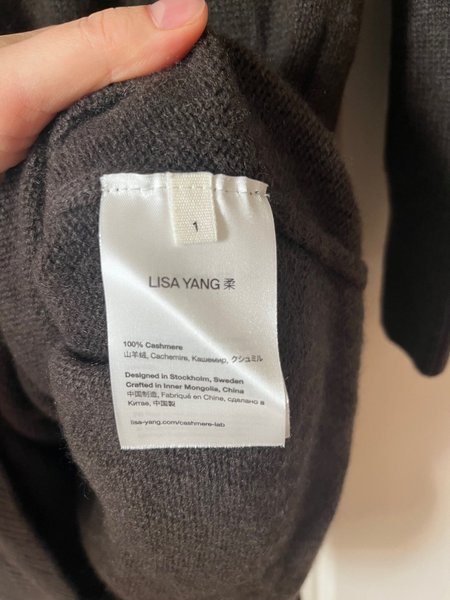 1
LISA YANG 柔
100% Cashmere
山羊绒, Cachemire, Кашемир, クシュミル
Designed in Stockholm, Sweden
Crafted in Inner Mongolia, China
中国制造, Fabriqué en Chine, сделано в
Китае, 中国製
lisa-yang.com/cashmere-lab